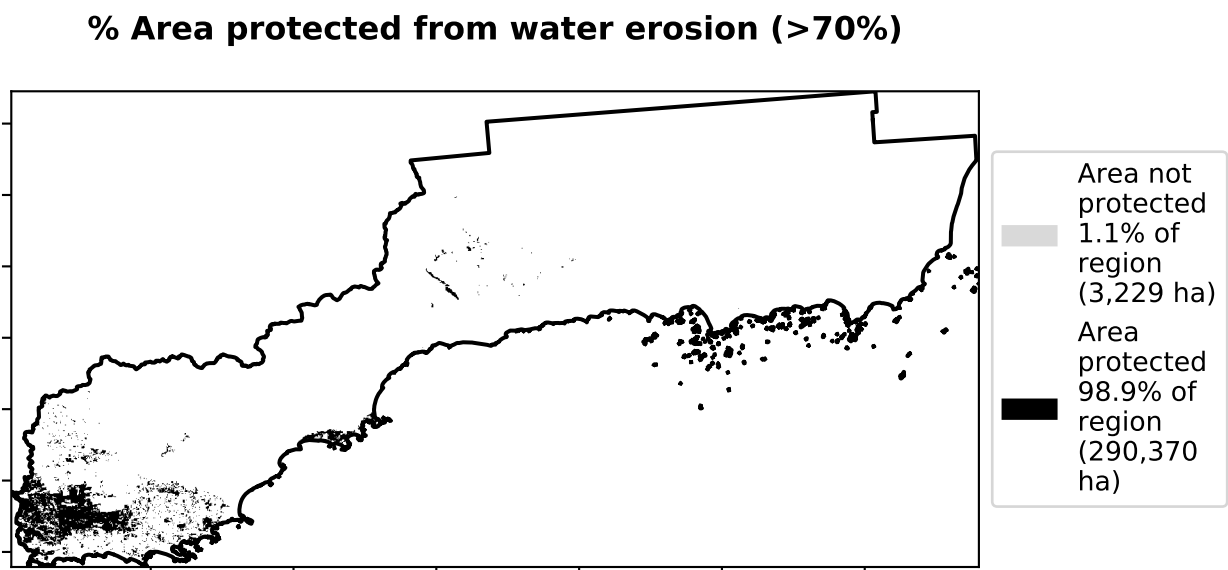 % Area protected from water erosion (>70%)
Area not
protected
1.1% of
region
(3,229 ha)
Area
protected
98.9% of
region
(290,370
ha)